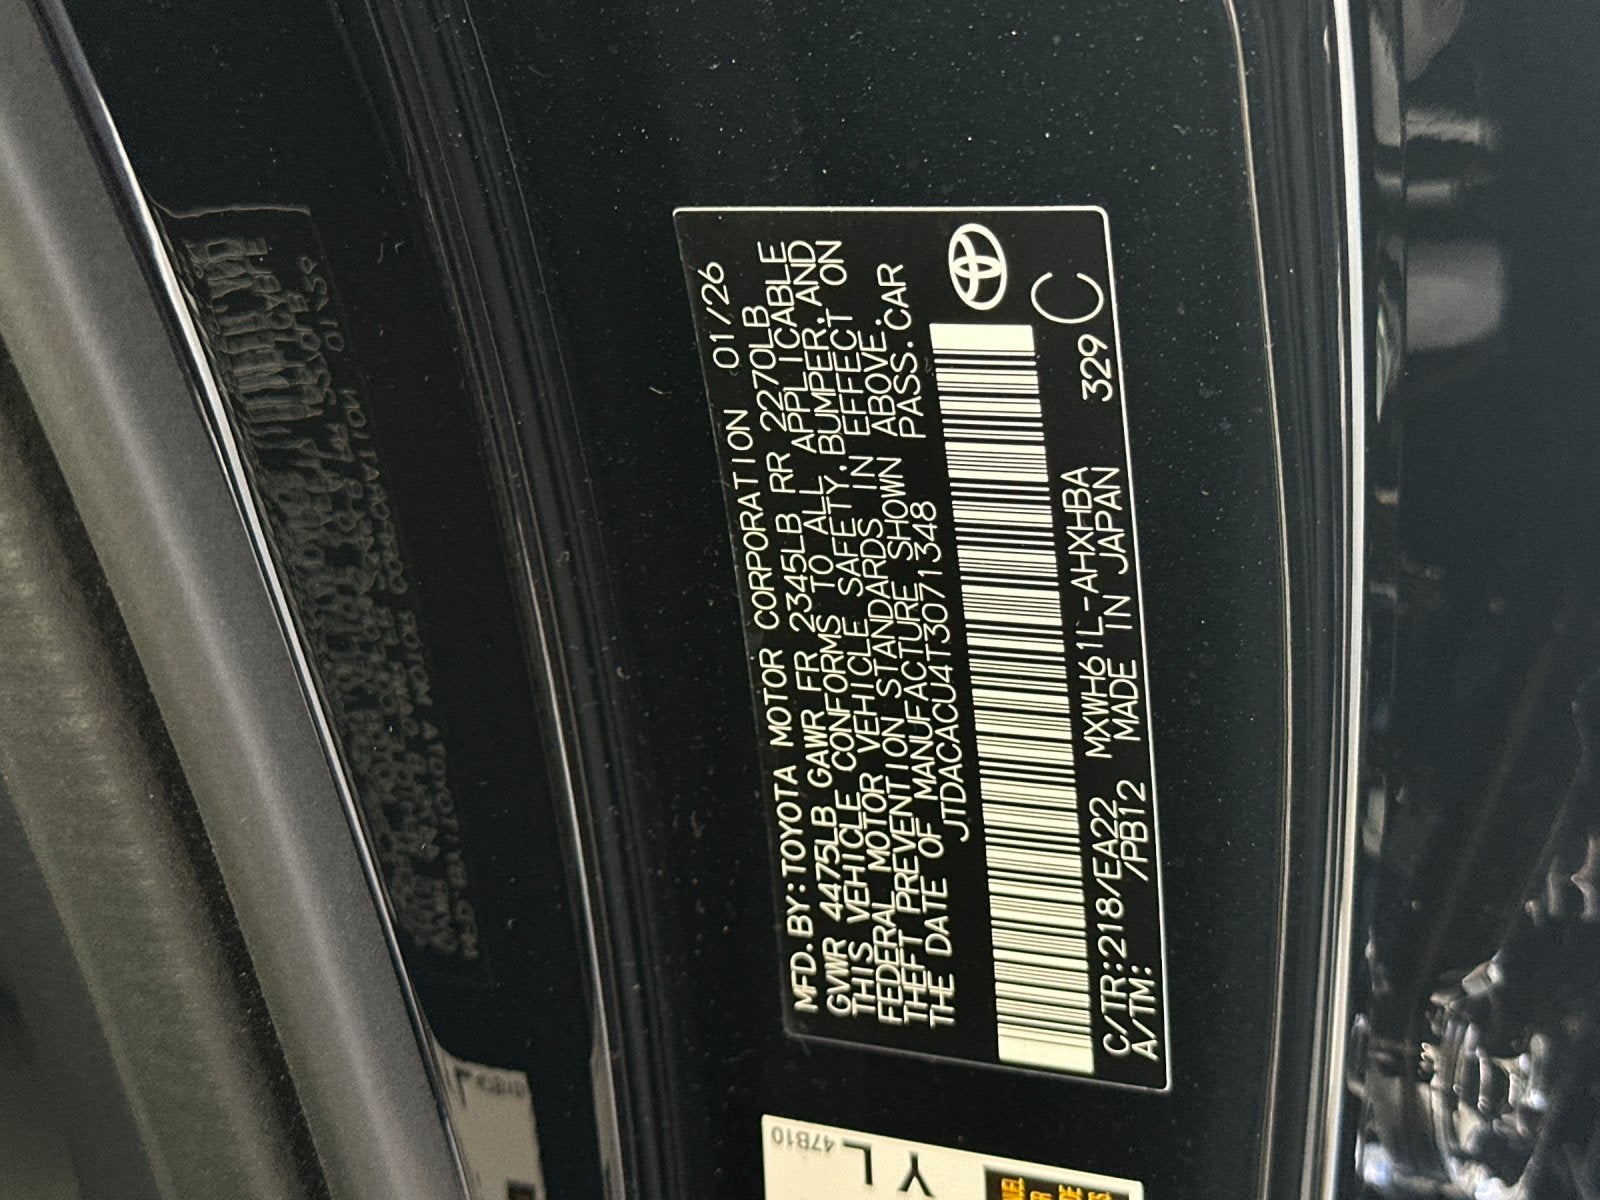 MFD.BY:TOYOTA MOTOR CORPORATION 01/26
GVWR 4475LB GAWR FR 2345LB RR 2270LB
THIS VEHICLE CONFORMS TO ALL APPLICABLE
FEDERAL MOTOR VEHICLE SAFETY,BUMPER,AND
THEFT PREVENTION STANDARDS IN EFFECT ON
THE DATE OF MANUFACTURE SHOWN ABOVE.
JTDACACU4T3071348 PASS.CAR
C/TR:218/EA22 MXWH61L-AHXHBA 329 C
A/TM: /PB12 MADE IN JAPAN
47B10
YL